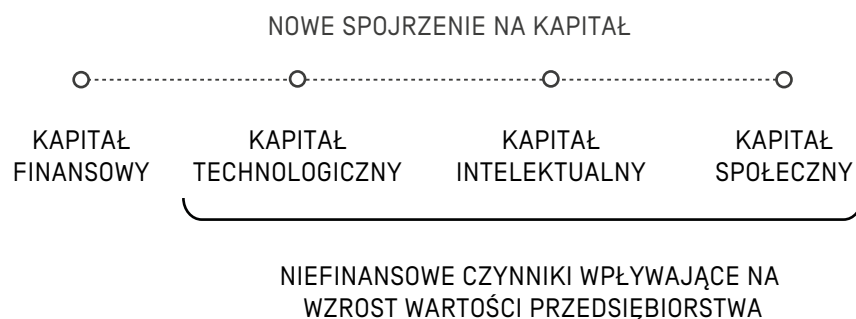 NOWE SPOJRZENIE NA KAPITAŁ
KAPITAŁ FINANSOWY
KAPITAŁ TECHNOLOGICZNY
KAPITAŁ INTELEKTUALNY
KAPITAŁ SPOŁECZNY
NIEFINANSOWE CZYNNIKI WPŁYWAJĄCE NA
WZROST WARTOŚCI PRZEDSIĘBIORSTWA